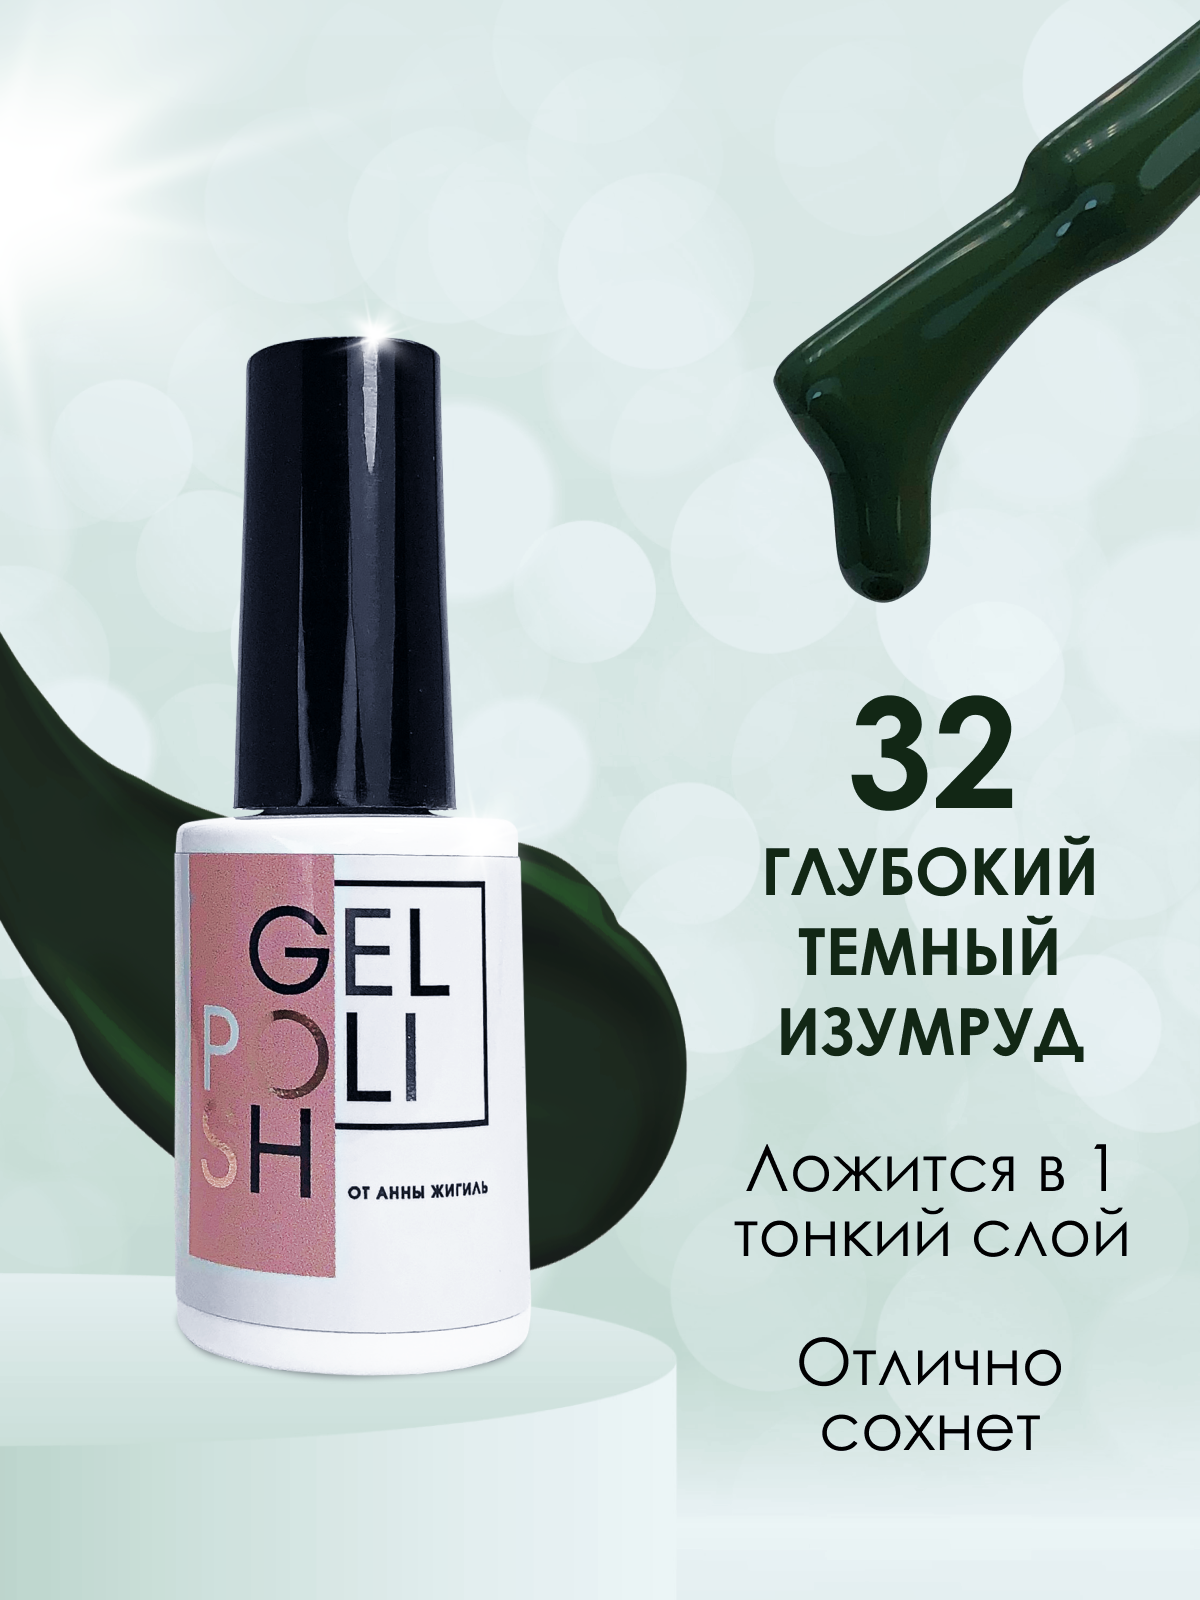 GEL
POLI
SH
ОТ АННЫ ЖИГИЛЬ
32
ГЛУБОКИЙ
ТЕМНЫЙ
ИЗУМРУД
Ложится в 1
тонкий слой
Отлично
сохнет